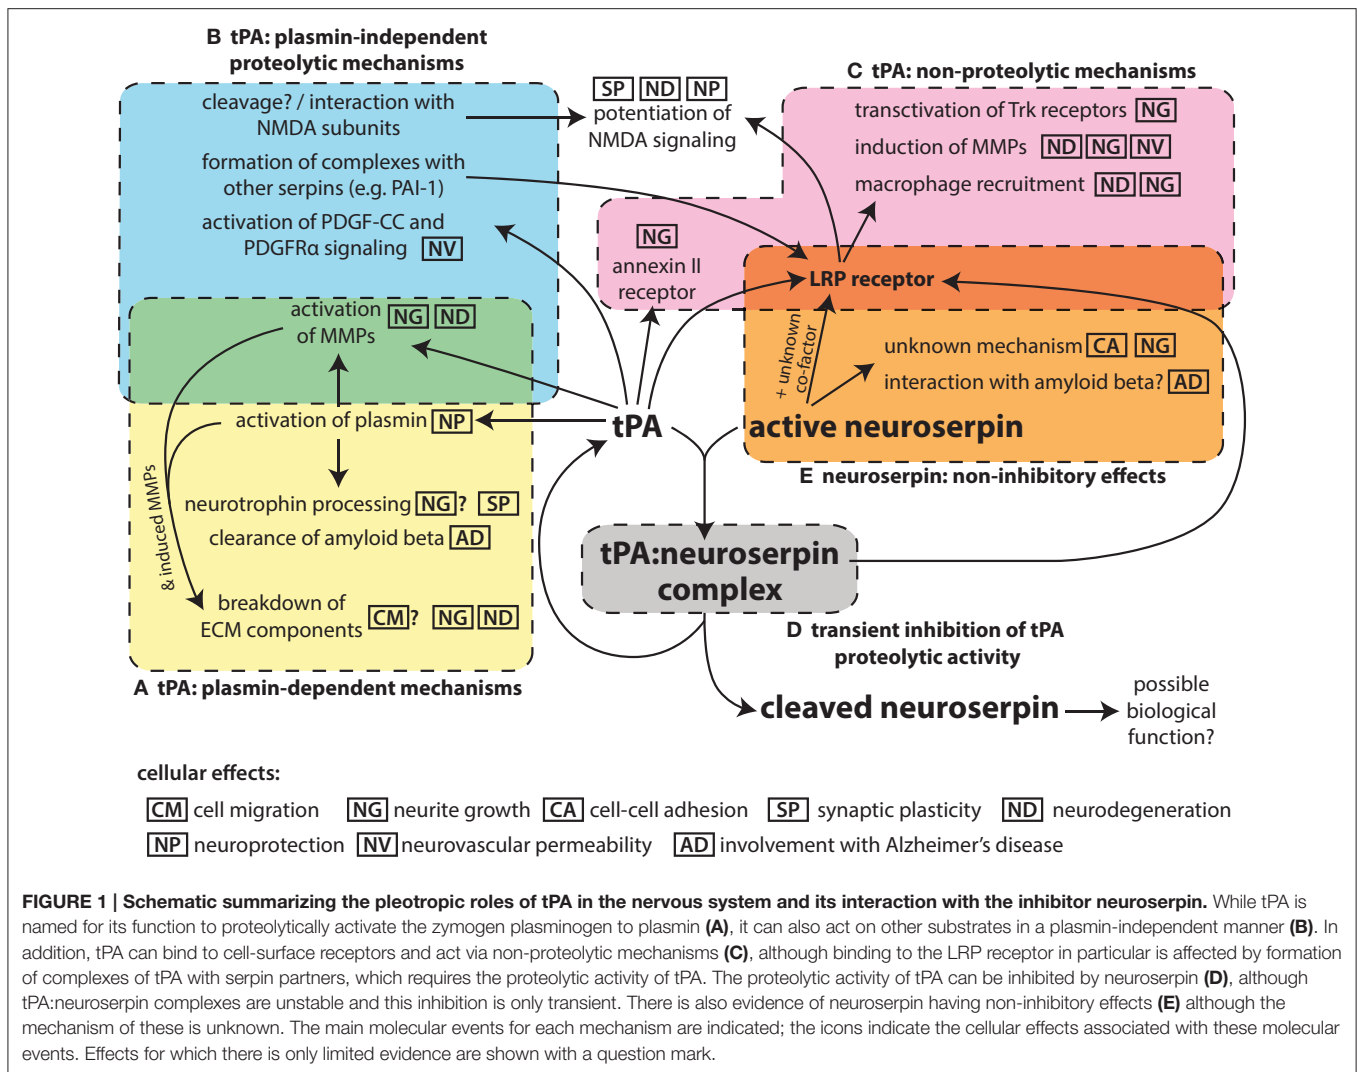 B tPA: plasmin-independent
proteolytic mechanisms
cleavage? / interaction with
NMDA subunits
formation of complexes with
other serpins (e.g. PAI-1)
activation of PDGF-CC and
PDGFRα signaling NV
SP ND NP
potentiation of
NMDA signaling
C tPA: non-proteolytic mechanisms
transctivation of Trk receptors NG
induction of MMPs ND NG NV
macrophage recruitment ND NG
NG
annexin II
receptor
LRP receptor
activation NG ND
of MMPs
+ unknown
co-factor
unknown mechanism CA NG
interaction with amyloid beta? AD
activation of plasmin NP
tPA
active neuroserpin
E neuroserpin: non-inhibitory effects
& induced MMPs
neurotrophin processing NG? SP
clearance of amyloid beta AD
breakdown of
ECM components CM? NG ND
A tPA: plasmin-dependent mechanisms
tPA:neuroserpin
complex
D transient inhibition of tPA
proteolytic activity
cleaved neuroserpin
possible
biological
function?
cellular effects:
CM cell migration NG neurite growth CA cell-cell adhesion SP synaptic plasticity ND neurodegeneration
NP neuroprotection NV neurovascular permeability AD involvement with Alzheimer's disease
FIGURE 1 | Schematic summarizing the pleotropic roles of tPA in the nervous system and its interaction with the inhibitor neuroserpin. While tPA is
named for its function to proteolytically activate the zymogen plasminogen to plasmin (A), it can also act on other substrates in a plasmin-independent manner (B). In
addition, tPA can bind to cell-surface receptors and act via non-proteolytic mechanisms (C), although binding to the LRP receptor in particular is affected by formation
of complexes of tPA with serpin partners, which requires the proteolytic activity of tPA. The proteolytic activity of tPA can be inhibited by neuroserpin (D), although
tPA:neuroserpin complexes are unstable and this inhibition is only transient. There is also evidence of neuroserpin having non-inhibitory effects (E) although the
mechanism of these is unknown. The main molecular events for each mechanism are indicated; the icons indicate the cellular effects associated with these molecular
events. Effects for which there is only limited evidence are shown with a question mark.